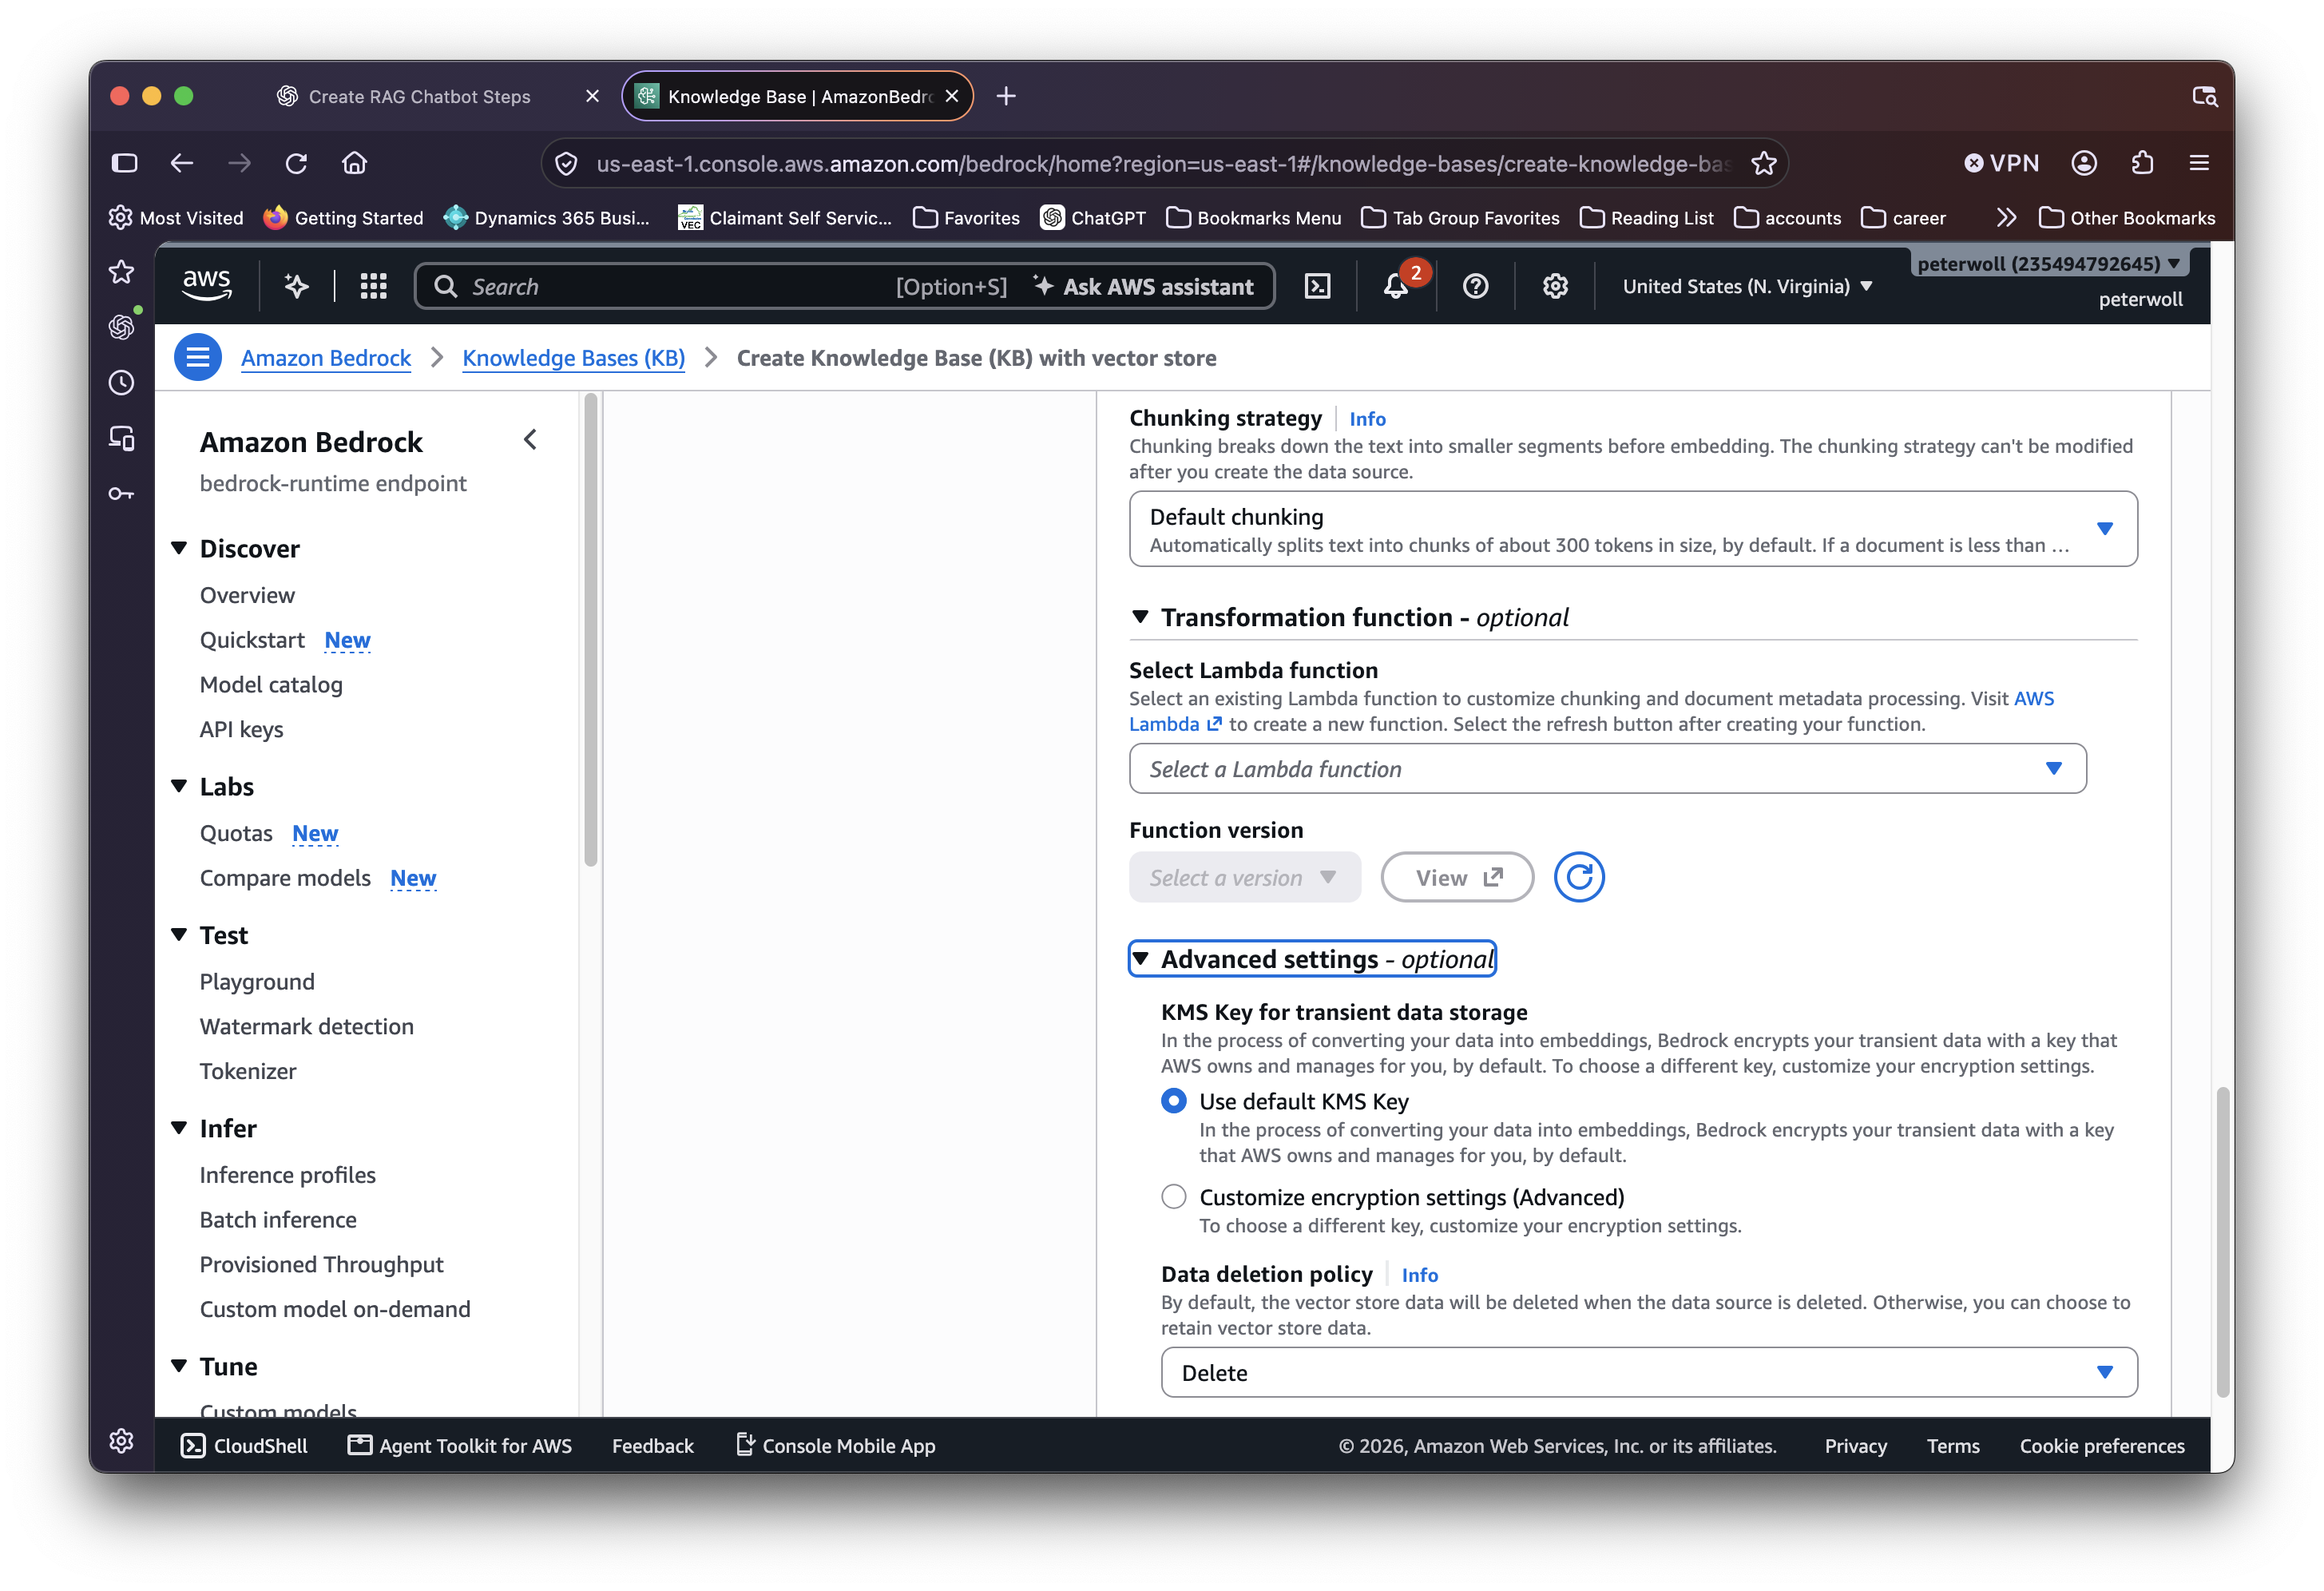 Create RAG Chatbot Steps
Knowledge Base | AmazonBedro
us-east-1.console.aws.amazon.com/bedrock/home?region=us-east-1#/knowledge-bases/create-knowledge-bas
VPN
Most Visited
Getting Started
Dynamics 365 Busi...
VEC
Claimant Self Servic...
Favorites
ChatGPT
Bookmarks Menu
Tab Group Favorites
Reading List
accounts
career
Other Bookmarks
aws
Search
[Option+S]
Ask AWS assistant
2
United States (N. Virginia)
peterwoll (235494792645)
peterwoll
Amazon Bedrock
Knowledge Bases (KB)
Create Knowledge Base (KB) with vector store
Amazon Bedrock
bedrock-runtime endpoint
Discover
Overview
Quickstart New
Model catalog
API keys
Labs
Quotas New
Compare models New
Test
Playground
Watermark detection
Tokenizer
Infer
Inference profiles
Batch inference
Provisioned Throughput
Custom model on-demand
Tune
Custom models
Chunking strategy Info
Chunking breaks down the text into smaller segments before embedding. The chunking strategy can't be modified
after you create the data source.
Default chunking
Automatically splits text into chunks of about 300 tokens in size, by default. If a document is less than ...
Transformation function - optional
Select Lambda function
Select an existing Lambda function to customize chunking and document metadata processing. Visit AWS
Lambda to create a new function. Select the refresh button after creating your function.
Select a Lambda function
Function version
Select a version
View
Advanced settings - optional
KMS Key for transient data storage
In the process of converting your data into embeddings, Bedrock encrypts your transient data with a key that
AWS owns and manages for you, by default. To choose a different key, customize your encryption settings.
Use default KMS Key
In the process of converting your data into embeddings, Bedrock encrypts your transient data with a key
that AWS owns and manages for you, by default.
Customize encryption settings (Advanced)
To choose a different key, customize your encryption settings.
Data deletion policy Info
By default, the vector store data will be deleted when the data source is deleted. Otherwise, you can choose to
retain vector store data.
Delete
CloudShell
Agent Toolkit for AWS
Feedback
Console Mobile App
© 2026, Amazon Web Services, Inc. or its affiliates.
Privacy
Terms
Cookie preferences